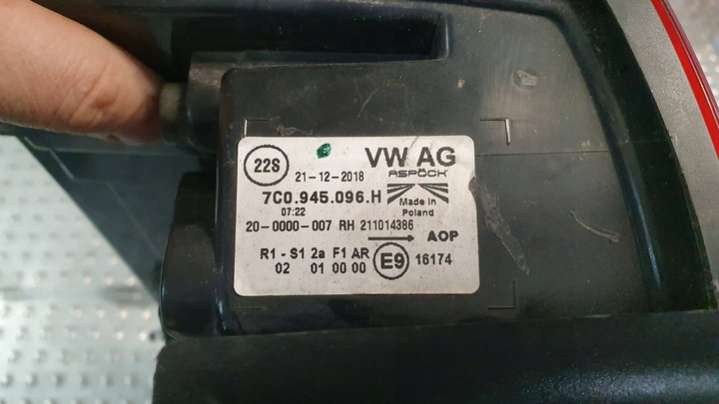 22S
VW AG
21-12-2018
ASPÖCK
7C0.945.096.H
Made in
Poland
07:22
20-0000-007 RH 211014386
AOP
R1 - S1 2a F1 AR
02 01 00 00
E9
16174